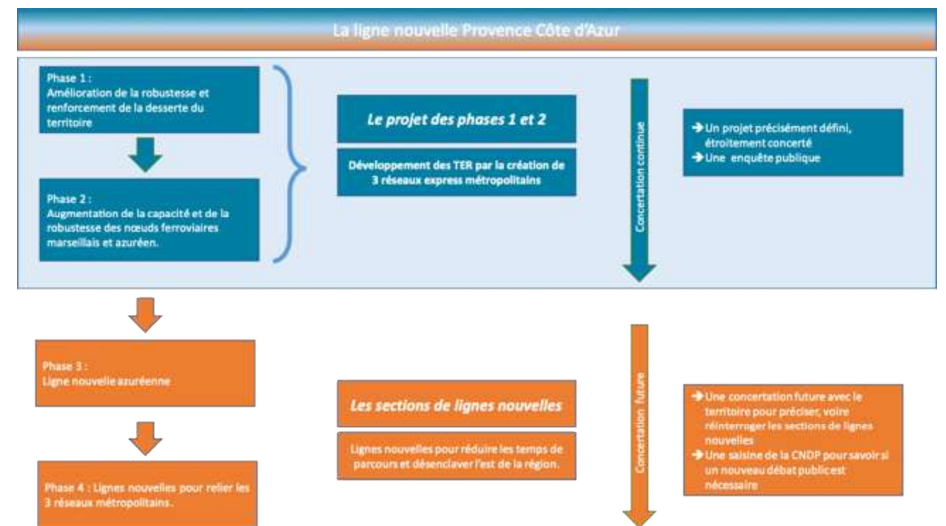 La ligne nouvelle Provence Côte d'Azur
Phase 1 :
Amélioration de la robustesse et
renforcement de la desserte du
territoire
Phase 2 :
Augmentation de la capacité et de la
robustesse des nœuds ferroviaires
marseillais et azuréen.
Le projet des phases 1 et 2
Développement des TER par la création de
3 réseaux express métropolitains
Concertation continue
➔ Un projet précisément défini,
étroitement concerté
➔ Une enquête publique
Phase 3 :
Ligne nouvelle azuréenne
Phase 4 : Lignes nouvelles pour relier les
3 réseaux métropolitains.
Les sections de lignes nouvelles
Lignes nouvelles pour réduire les temps de
parcours et désenclaver l'est de la région.
Concertation future
➔ Une concertation future avec le
territoire pour préciser, voire
réinterroger les sections de lignes
nouvelles
➔ Une saisine de la CNDP pour savoir si
un nouveau débat public est
nécessaire